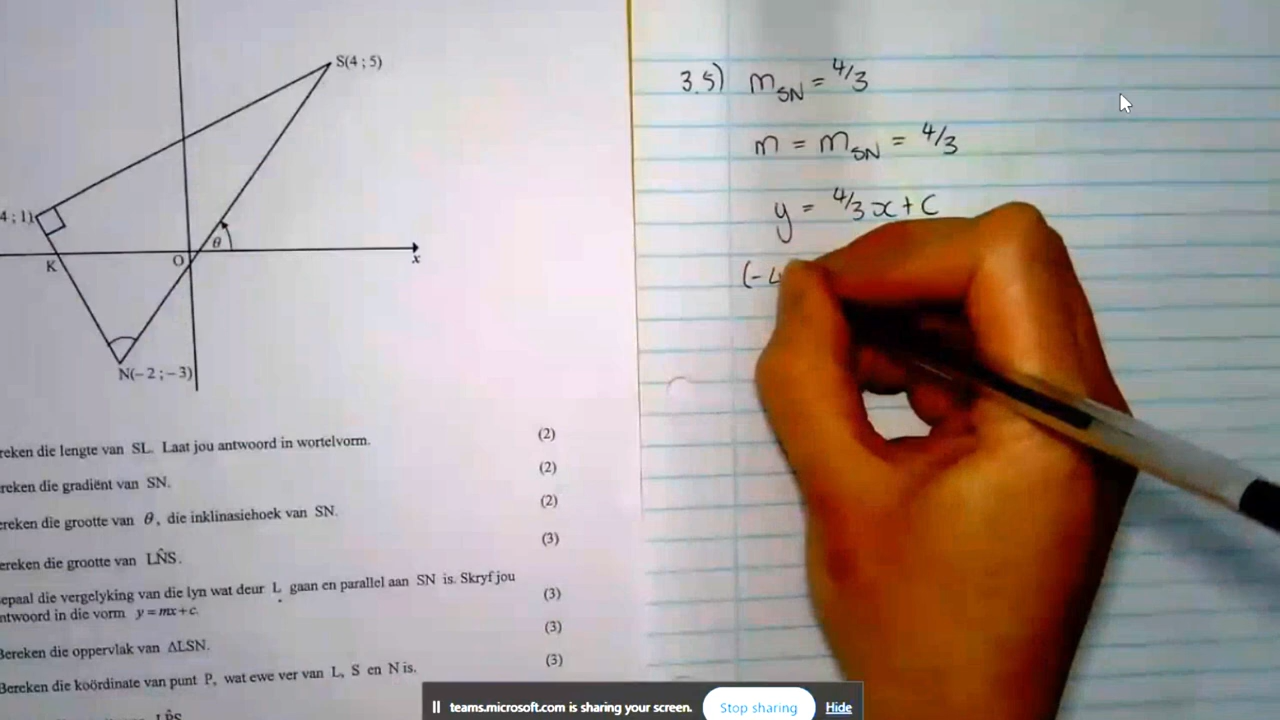 S(4 ; 5)
4 ; 1)
θ
K
O
x
N(−2 ; −3)
reken die lengte van SL. Laat jou antwoord in wortelvorm. (2)
reken die gradiënt van SN. (2)
ereken die grootte van θ, die inklinasiehoek van SN. (2)
ereken die grootte van LN̂S. (3)
epaal die vergelyking van die lyn wat deur L gaan en parallel aan SN is. Skryf jou
ntwoord in die vorm y = mx + c. (3)
Bereken die oppervlak van ΔLSN. (3)
Bereken die koördinate van punt P, wat ewe ver van L, S en N is. (3)
LP̂S
3.5) m_SN = 4/3
m = m_SN = 4/3
y = 4/3 x + c
(-4
teams.microsoft.com is sharing your screen. Stop sharing Hide